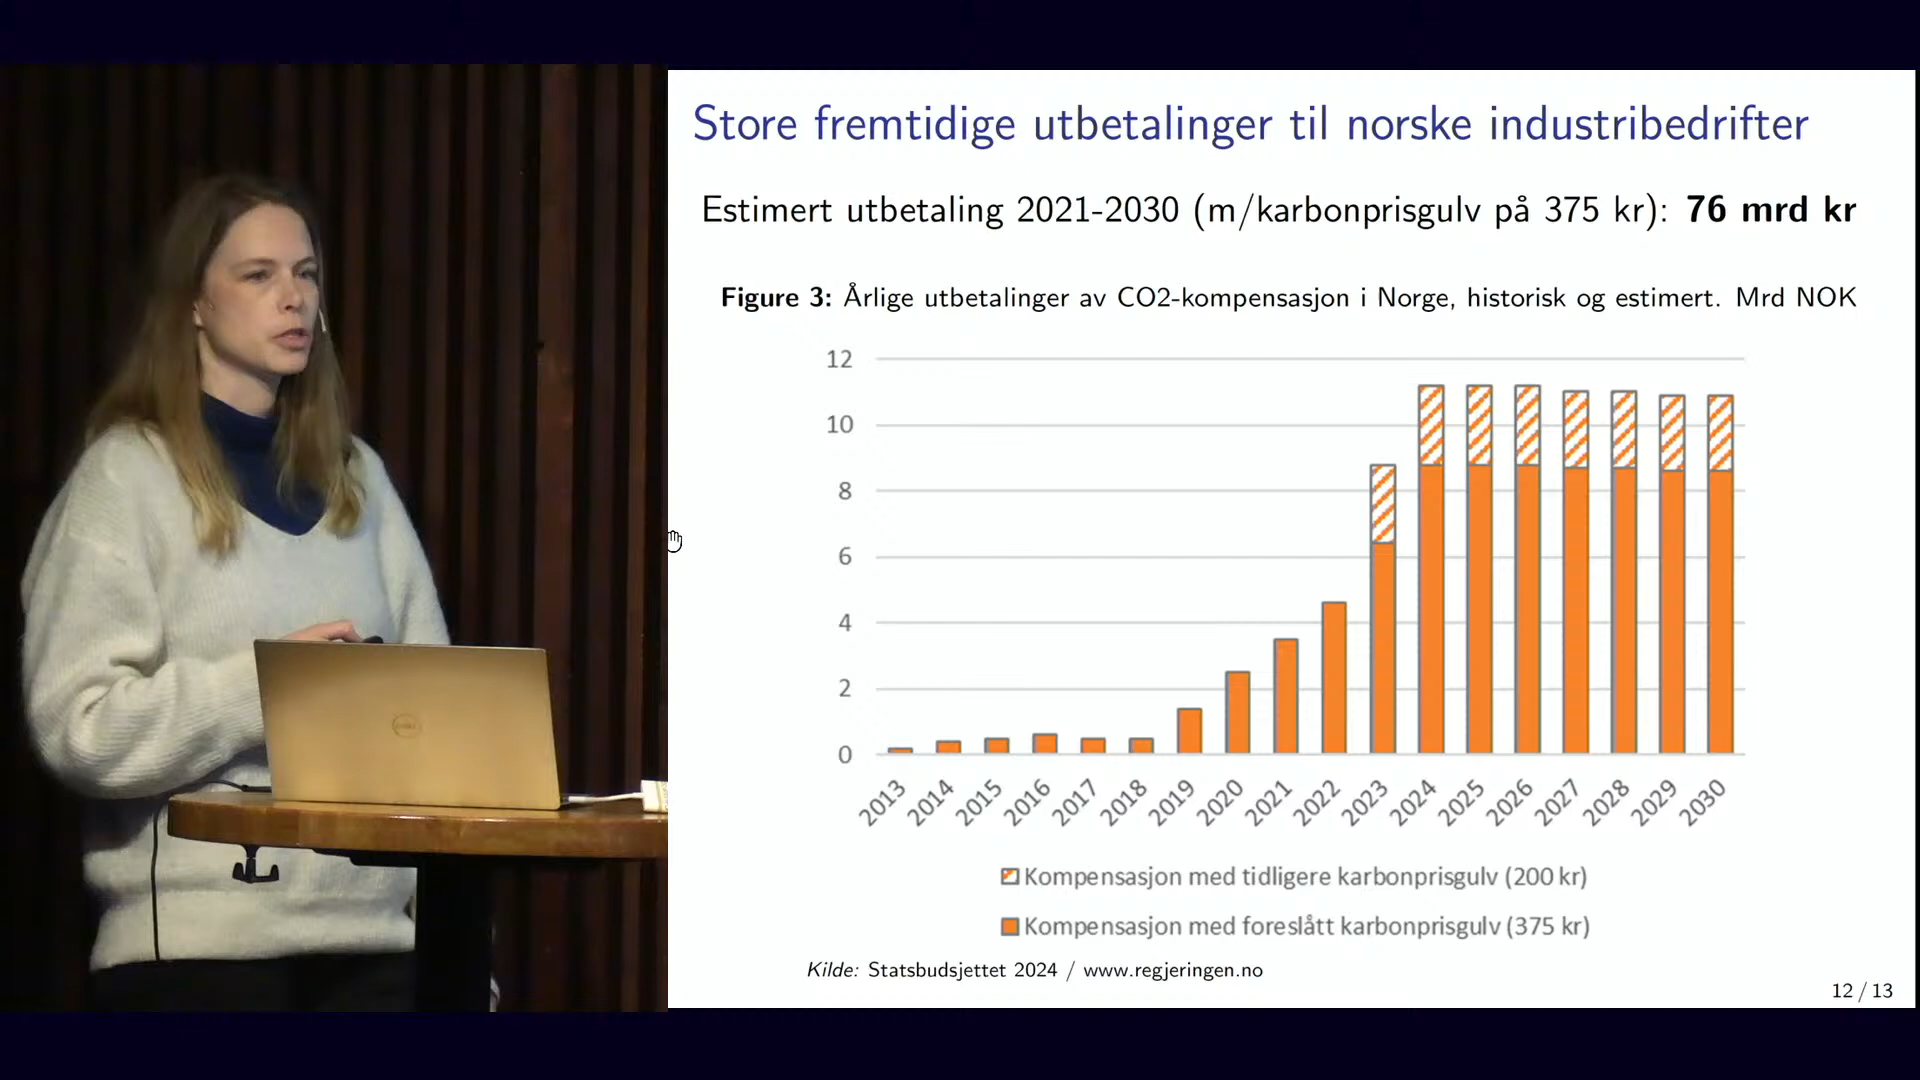 Store fremtidige utbetalinger til norske industribedrifter
Estimert utbetaling 2021-2030 (m/karbonprisgulv på 375 kr): 76 mrd kr
Figure 3: Årlige utbetalinger av CO2-kompensasjon i Norge, historisk og estimert. Mrd NOK
12
10
8
6
4
2
0
2013 2014 2015 2016 2017 2018 2019 2020 2021 2022 2023 2024 2025 2026 2027 2028 2029 2030
Kompensasjon med tidligere karbonprisgulv (200 kr)
Kompensasjon med foreslått karbonprisgulv (375 kr)
Kilde: Statsbudsjettet 2024 / www.regjeringen.no
12 / 13
DELL